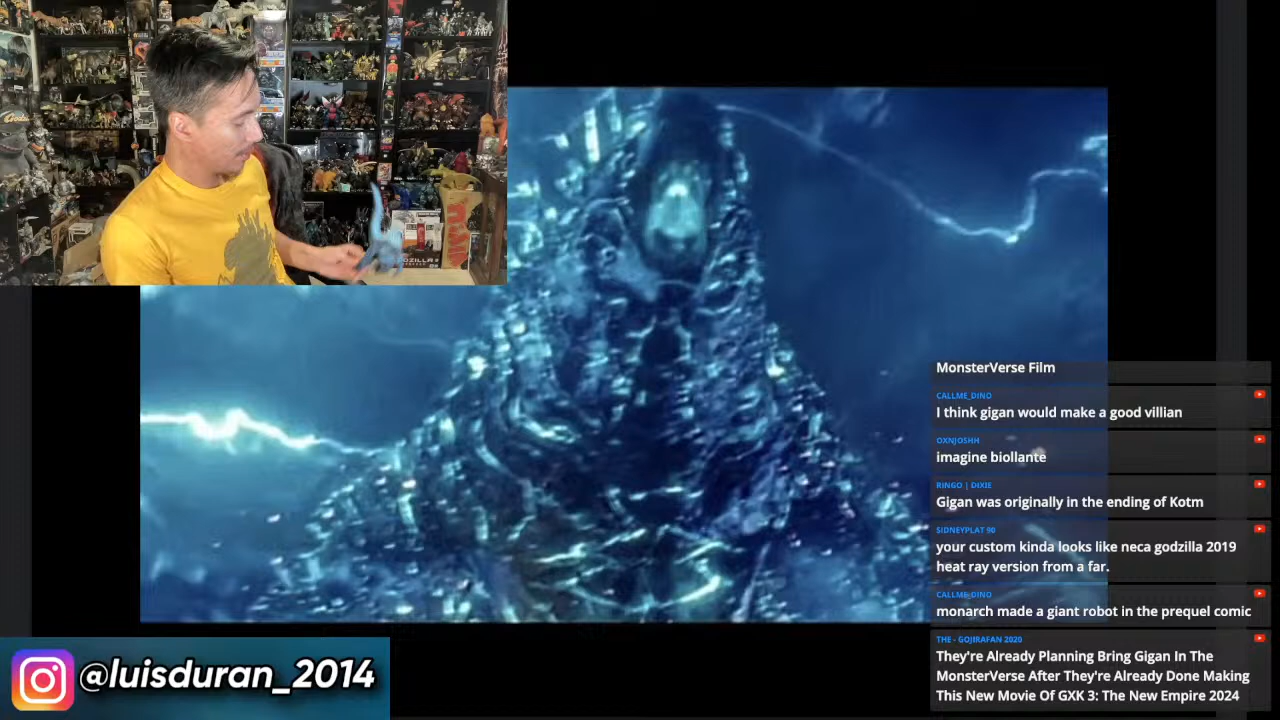 MonsterVerse Film
CALLME_DINO
I think gigan would make a good villian
OXNJOSHH
imagine biollante
RINGO | DIXIE
Gigan was originally in the ending of Kotm
SIDNEYPLAT 90
your custom kinda looks like neca godzilla 2019
heat ray version from a far.
CALLME_DINO
monarch made a giant robot in the prequel comic
THE - GOJIRAFAN 2020
They're Already Planning Bring Gigan In The
MonsterVerse After They're Already Done Making
This New Movie Of GXK 3: The New Empire 2024
@luisduran_2014